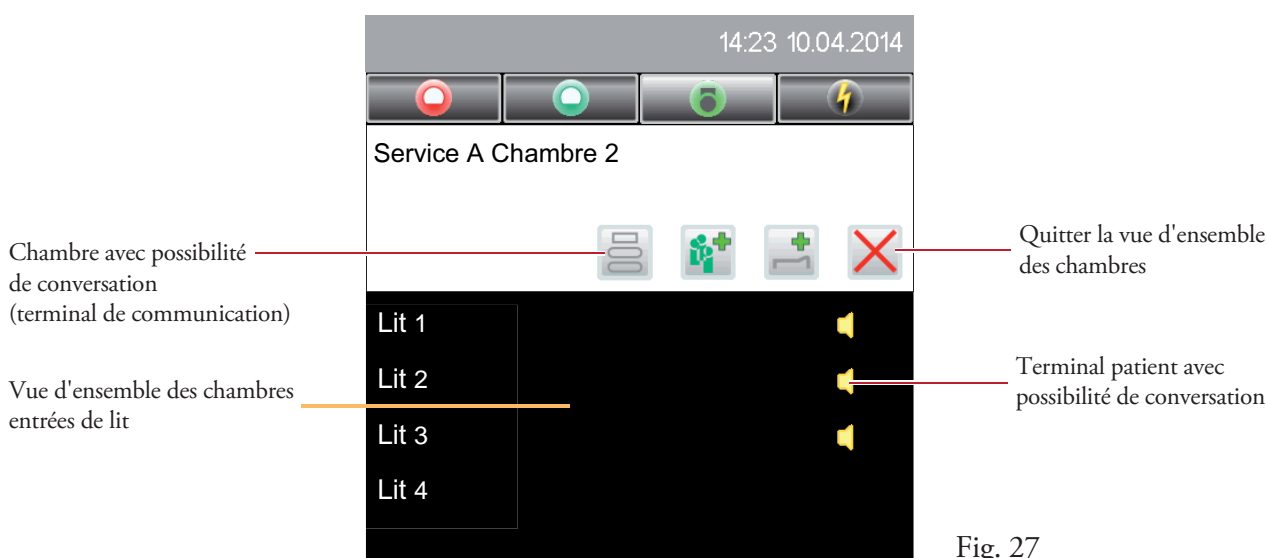 14:23 10.04.2014
Service A Chambre 2
Chambre avec possibilité
de conversation
(terminal de communication)
Quitter la vue d'ensemble
des chambres
Lit 1
Lit 2
Lit 3
Lit 4
Vue d'ensemble des chambres
entrées de lit
Terminal patient avec
possibilité de conversation
Fig. 27